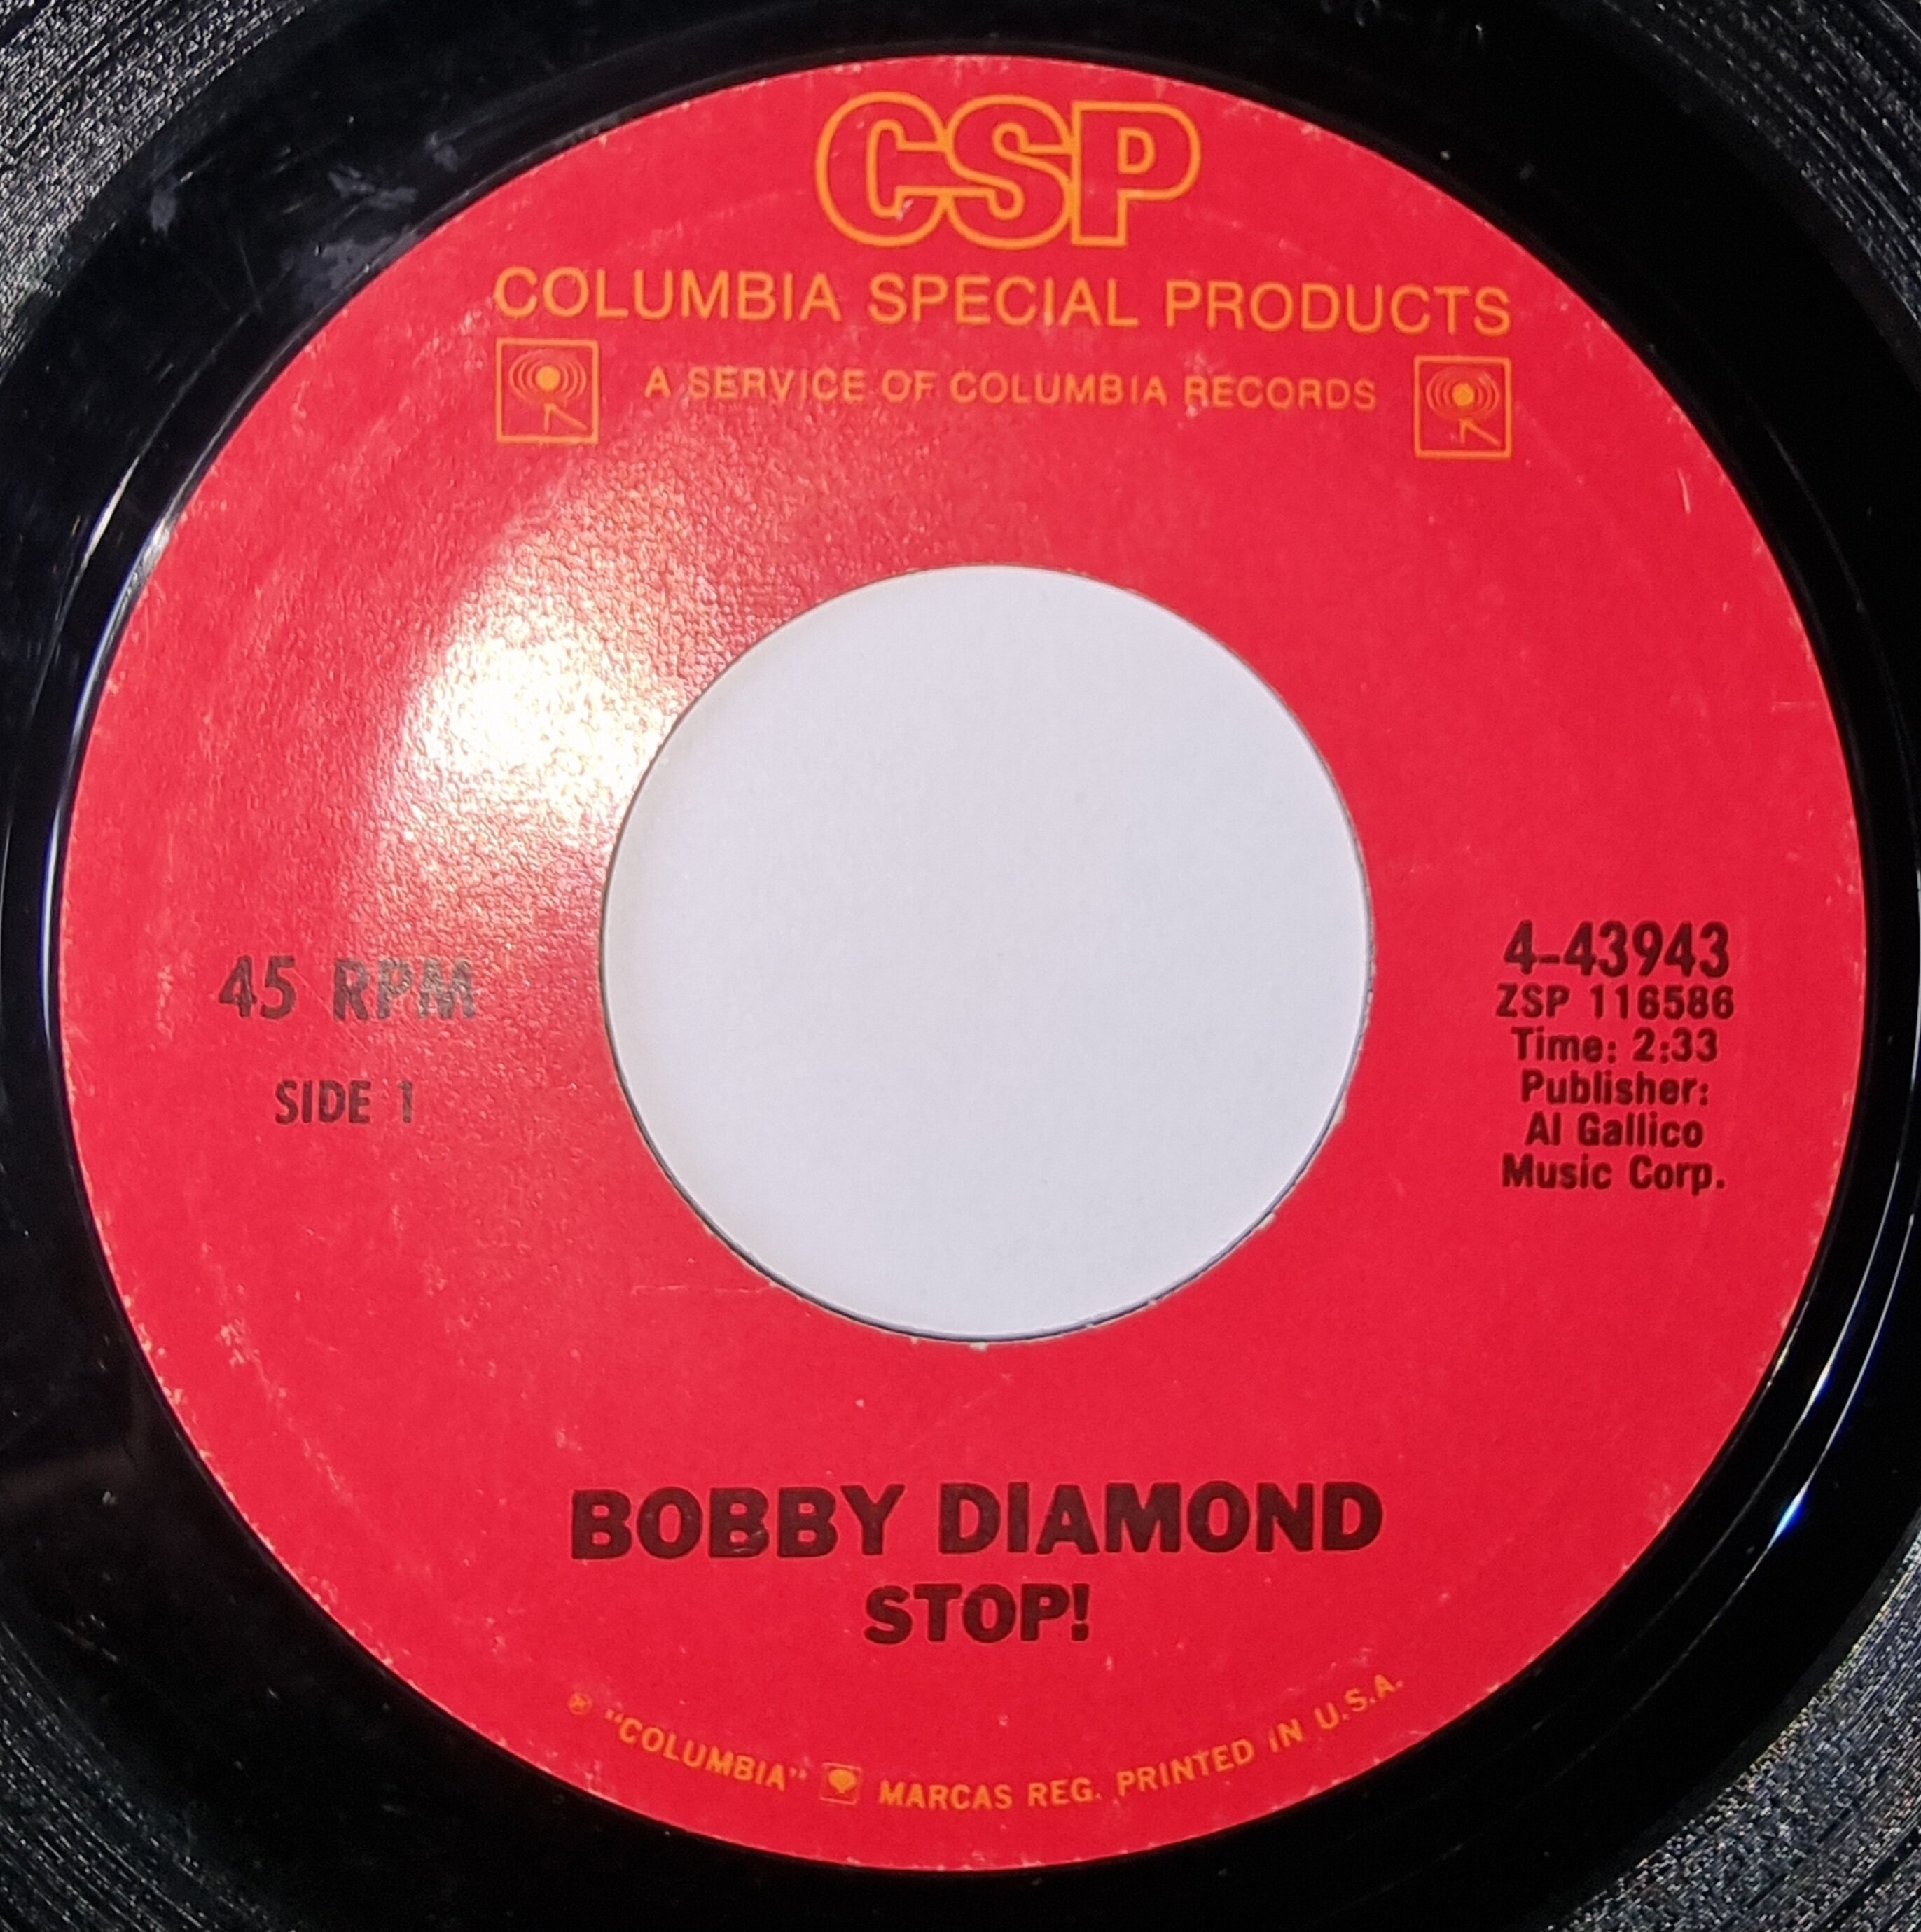 CSP
COLUMBIA SPECIAL PRODUCTS
A SERVICE OF COLUMBIA RECORDS
45 RPM
SIDE 1
4-43943
ZSP 116586
Time: 2:33
Publisher:
Al Gallico
Music Corp.
BOBBY DIAMOND
STOP!
® "COLUMBIA" MARCAS REG. PRINTED IN U.S.A.